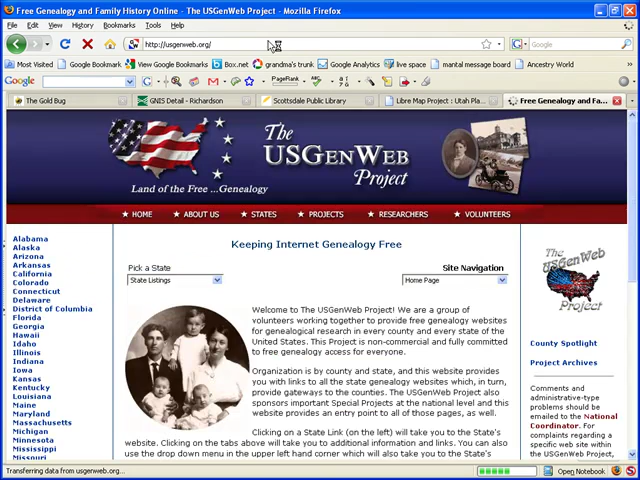 Free Genealogy and Family History Online - The USGenWeb Project - Mozilla Firefox
File Edit View History Bookmarks Tools Help
http://usgenweb.org/
Google
Most Visited Google Bookmark View Google Bookmarks Box.net grandma's trunk Google Analytics live space mantal message board Ancestry World
Google PageRank
The Gold Bug GNIS Detail - Richardson Scottsdale Public Library Libre Map Project : Utah Pla... Free Genealogy and Fa...
The
USGenWeb
Project
Land of the Free ...Genealogy
HOME ABOUT US STATES PROJECTS RESEARCHERS VOLUNTEERS
Alabama
Alaska
Arizona
Arkansas
California
Colorado
Connecticut
Delaware
District of Columbia
Florida
Georgia
Hawaii
Idaho
Illinois
Indiana
Iowa
Kansas
Kentucky
Louisiana
Maine
Maryland
Massachusetts
Michigan
Minnesota
Mississippi
Missouri
Keeping Internet Genealogy Free
Pick a State
State Listings
Site Navigation
Home Page
Welcome to The USGenWeb Project! We are a group of
volunteers working together to provide free genealogy websites
for genealogical research in every county and every state of the
United States. This Project is non-commercial and fully committed
to free genealogy access for everyone.
Organization is by county and state, and this website provides
you with links to all the state genealogy websites which, in turn,
provide gateways to the counties. The USGenWeb Project also
sponsors important Special Projects at the national level and this
website provides an entry point to all of those pages, as well.
Clicking on a State Link (on the left) will take you to the State's
website. Clicking on the tabs above will take you to additional information and links. You can also
use the drop down menu in the upper left hand corner which will also take you to the State's
The
USGenWeb
Project
County Spotlight
Project Archives
Comments and
administrative-type
problems should be
emailed to the National
Coordinator. For
complaints regarding a
specific web site within
the USGenWeb Project,
Transferring data from usgenweb.org...
Open Notebook